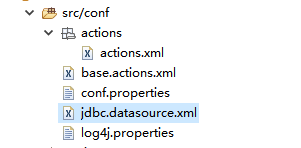 src/conf
actions
actions.xml
base.actions.xml
conf.properties
jdbc.datasource.xml
log4j.properties